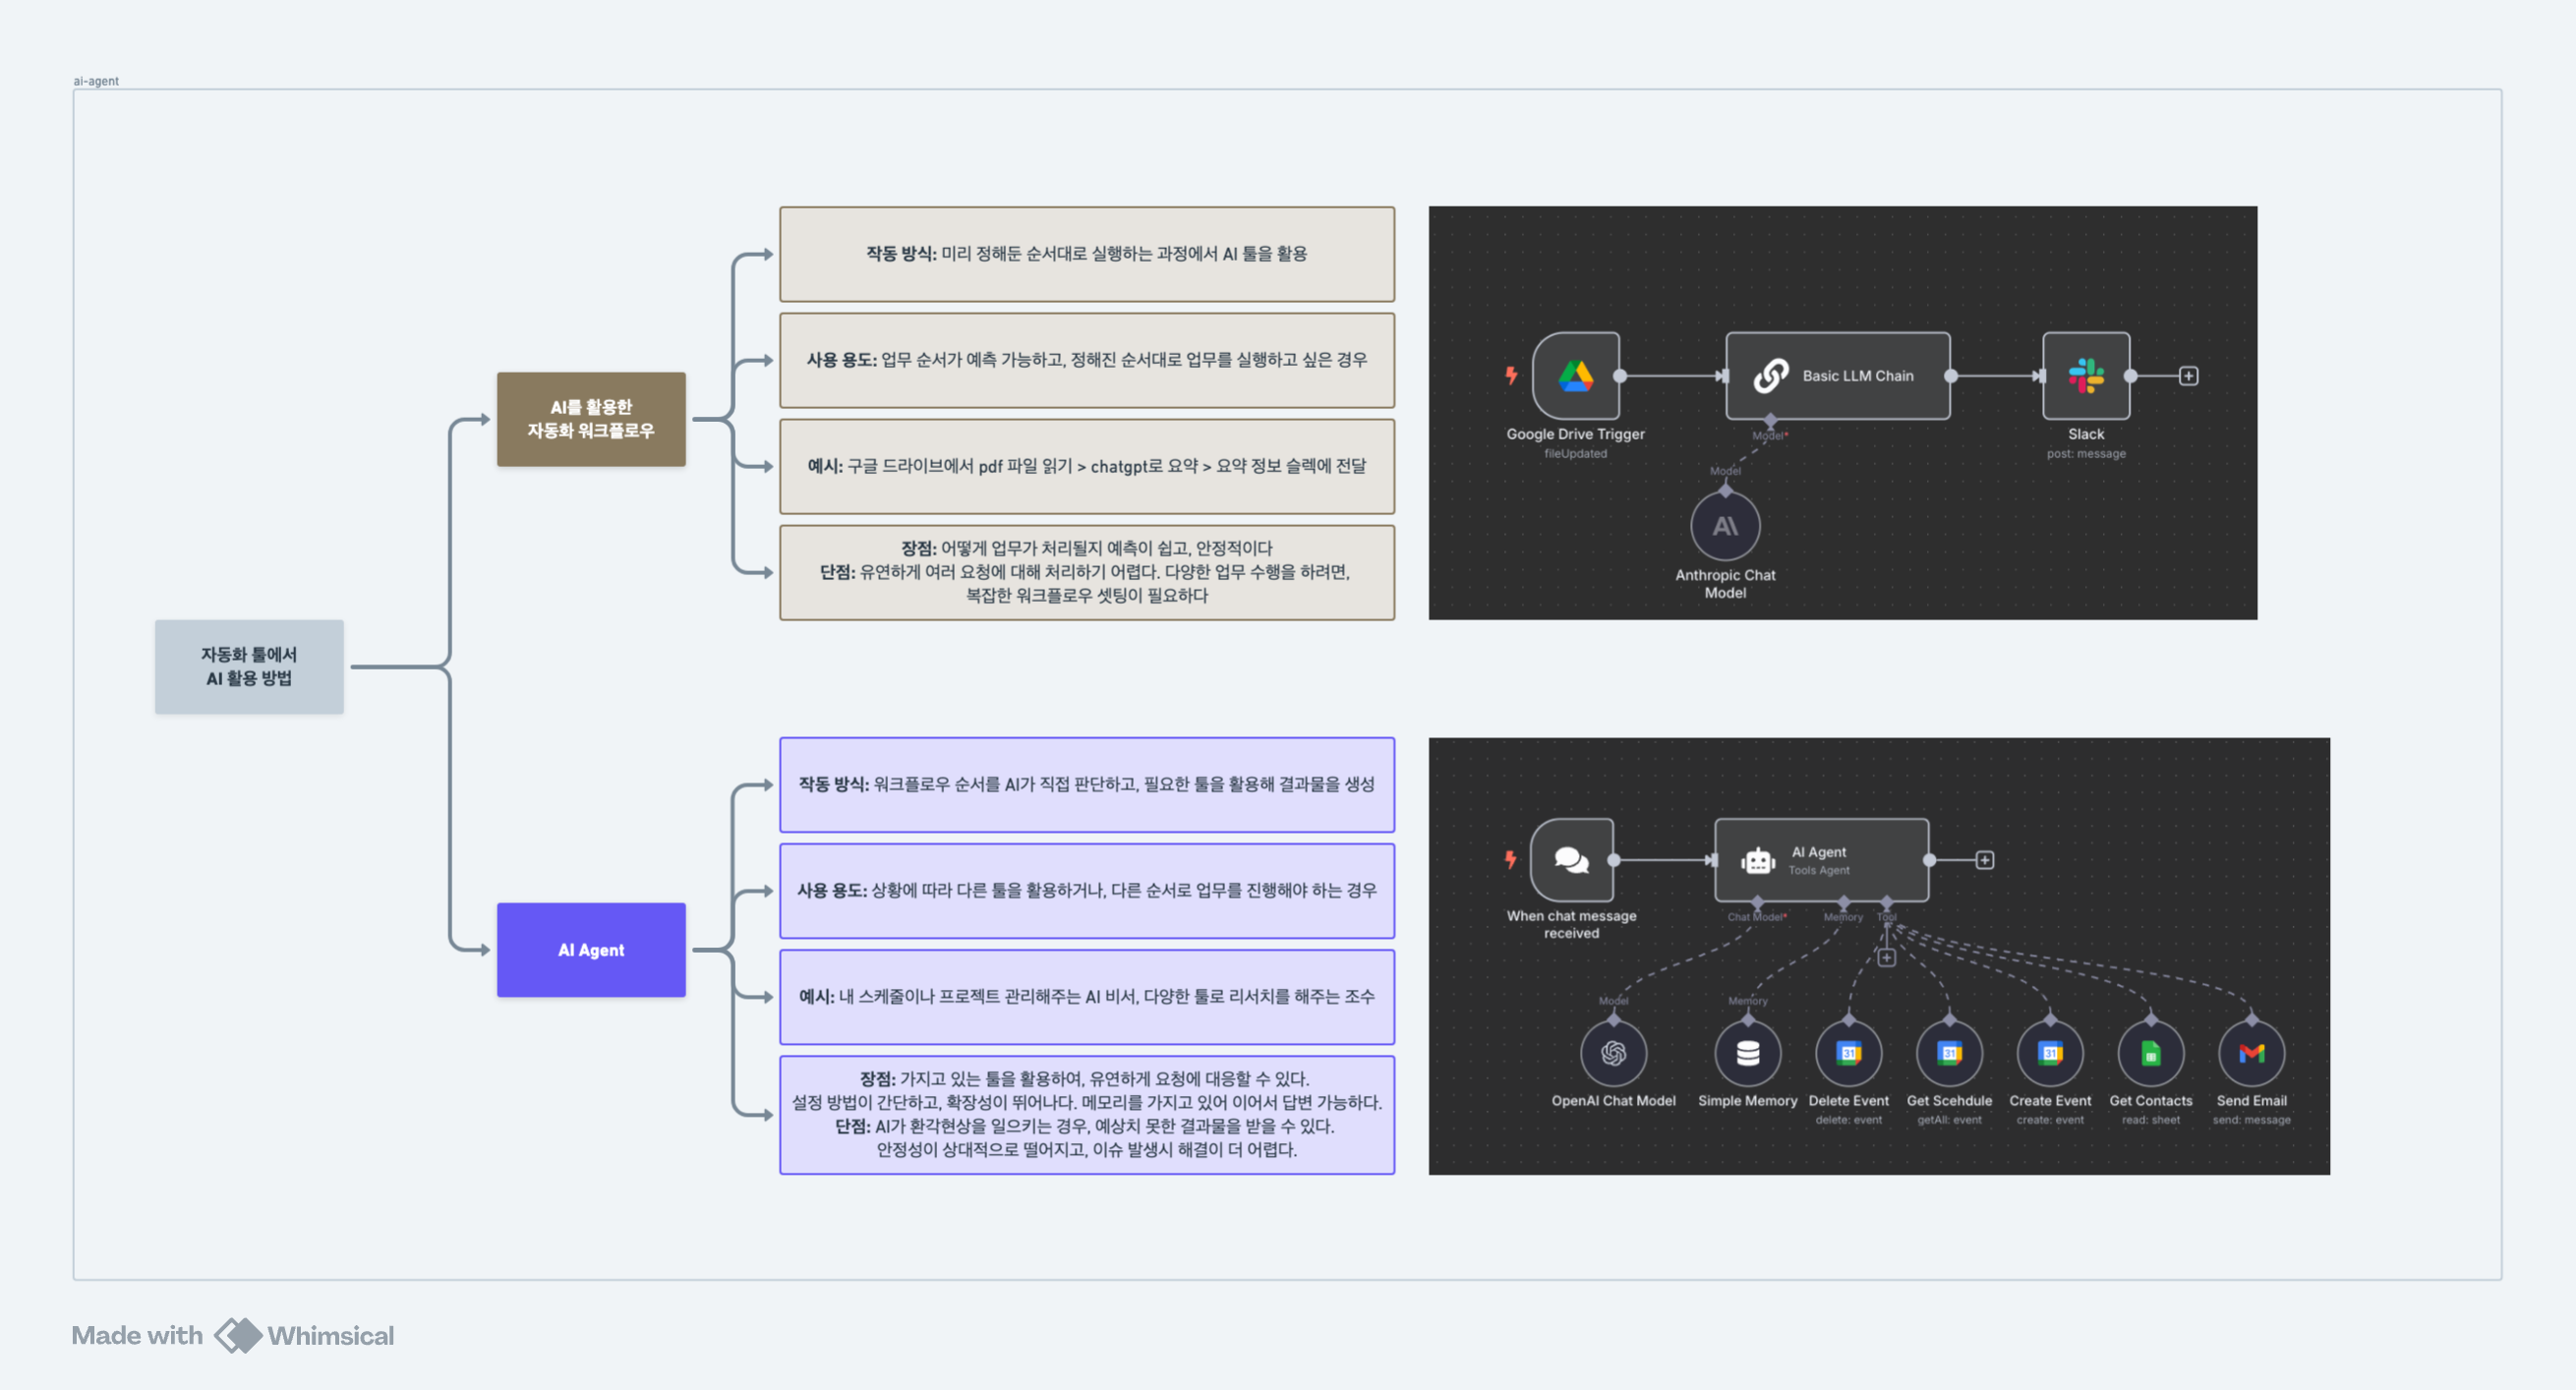 ai-agent
자동화 툴에서
AI 활용 방법
AI를 활용한
자동화 워크플로우
작동 방식: 미리 정해둔 순서대로 실행하는 과정에서 AI 툴을 활용
사용 용도: 업무 순서가 예측 가능하고, 정해진 순서대로 업무를 실행하고 싶은 경우
예시: 구글 드라이브에서 pdf 파일 읽기 > chatgpt로 요약 > 요약 정보 슬렉에 전달
장점: 어떻게 업무가 처리될지 예측이 쉽고, 안정적이다
단점: 유연하게 여러 요청에 대해 처리하기 어렵다. 다양한 업무 수행을 하려면,
복잡한 워크플로우 셋팅이 필요하다
Google Drive Trigger
fileUpdated
Basic LLM Chain
Model*
Model
Anthropic Chat
Model
Slack
post: message
AI Agent
작동 방식: 워크플로우 순서를 AI가 직접 판단하고, 필요한 툴을 활용해 결과물을 생성
사용 용도: 상황에 따라 다른 툴을 활용하거나, 다른 순서로 업무를 진행해야 하는 경우
예시: 내 스케줄이나 프로젝트 관리해주는 AI 비서, 다양한 툴로 리서치를 해주는 조수
장점: 가지고 있는 툴을 활용하여, 유연하게 요청에 대응할 수 있다.
설정 방법이 간단하고, 확장성이 뛰어나다. 메모리를 가지고 있어 이어서 답변 가능하다.
단점: AI가 환각현상을 일으키는 경우, 예상치 못한 결과물을 받을 수 있다.
안정성이 상대적으로 떨어지고, 이슈 발생시 해결이 더 어렵다.
When chat message
received
AI Agent
Tools Agent
Chat Model*
Memory
Tool
Model
Memory
OpenAI Chat Model
Simple Memory
Delete Event
delete: event
Get Scehdule
getAll: event
Create Event
create: event
Get Contacts
read: sheet
Send Email
send: message
Made with Whimsical